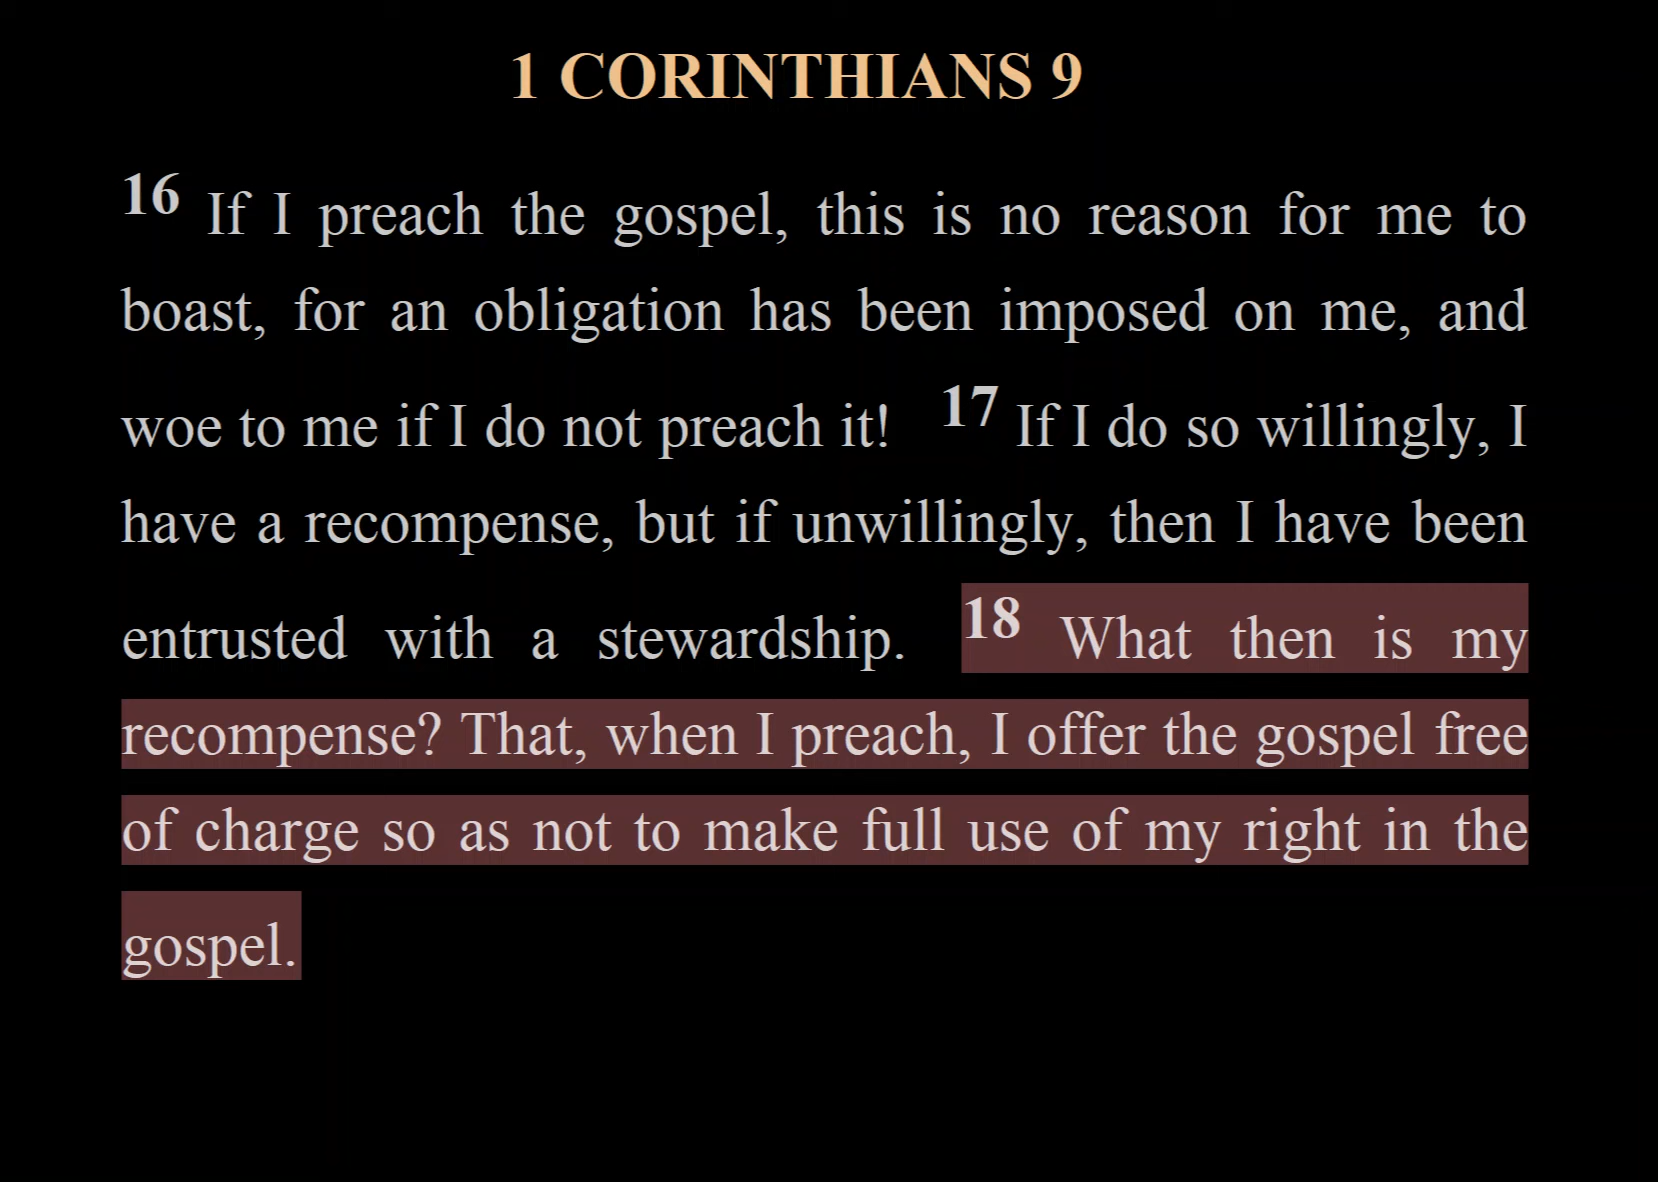 1 CORINTHIANS 9
16 If I preach the gospel, this is no reason for me to
boast, for an obligation has been imposed on me, and
woe to me if I do not preach it! 17 If I do so willingly, I
have a recompense, but if unwillingly, then I have been
entrusted with a stewardship. 18 What then is my
recompense? That, when I preach, I offer the gospel free
of charge so as not to make full use of my right in the
gospel.